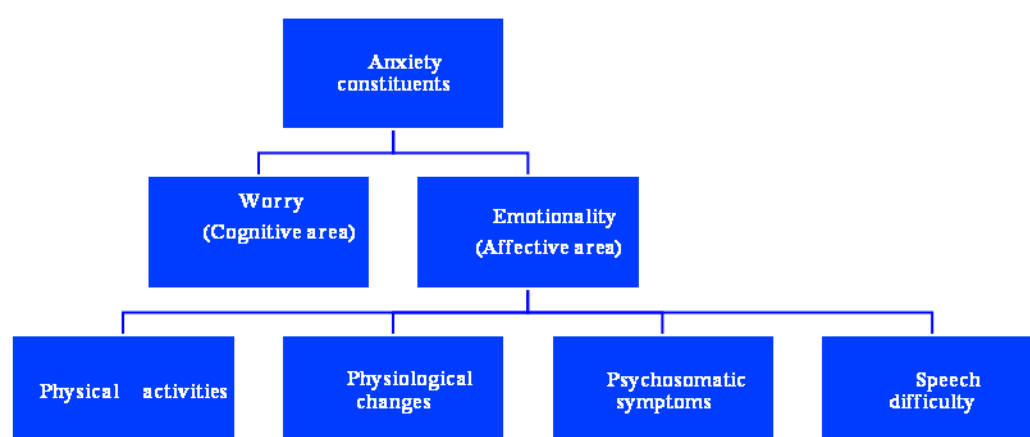 Anxiety
constituents
Worry
(Cognitive area)
Emotionality
(Affective area)
Physical activities
Physiological
changes
Psychosomatic
symptoms
Speech
difficulty